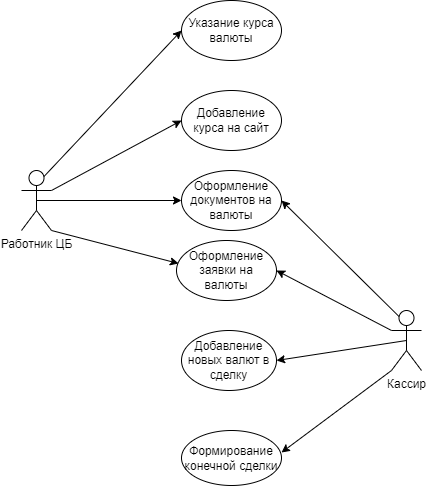 Указание курса
валюты
Добавление
курса на сайт
Оформление
документов на
валюты
Работник ЦБ
Оформление
заявки на
валюты
Добавление
новых валют в
сделку
Кассир
Формирование
конечной сделки